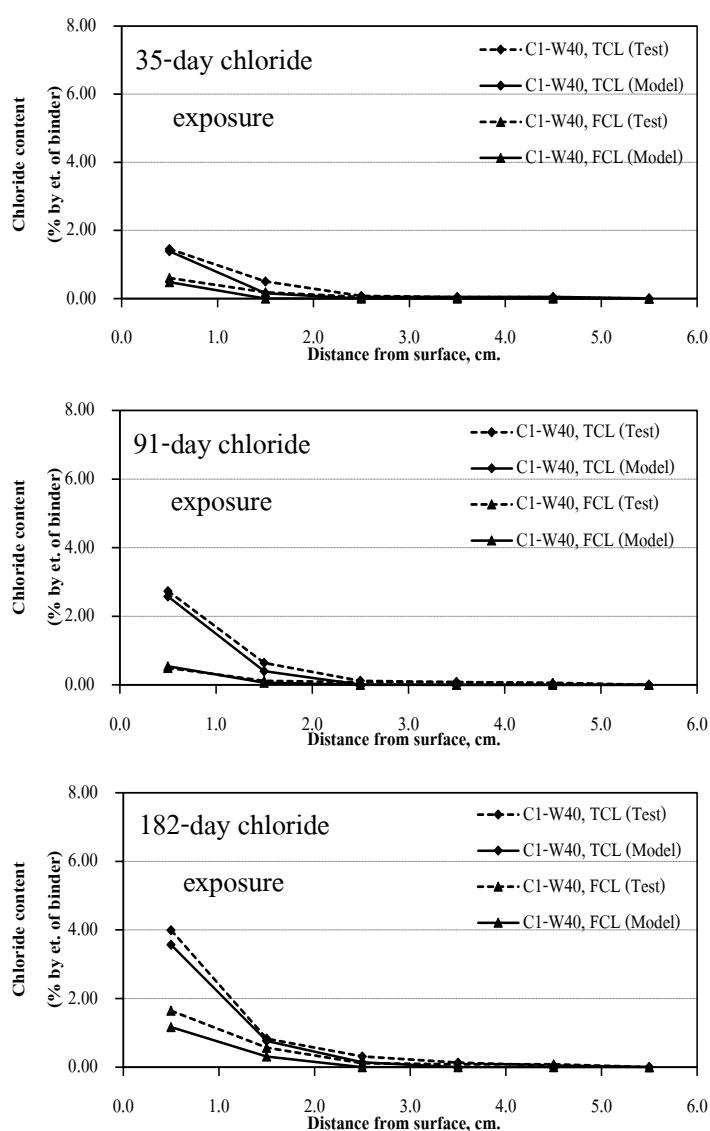 35-day chloride
exposure
C1-W40, TCL (Test)
C1-W40, TCL (Model)
C1-W40, FCL (Test)
C1-W40, FCL (Model)
Chloride content
(% by et. of binder)
8.00
6.00
4.00
2.00
0.00
0.0 1.0 2.0 3.0 4.0 5.0 6.0
Distance from surface, cm.
91-day chloride
exposure
C1-W40, TCL (Test)
C1-W40, TCL (Model)
C1-W40, FCL (Test)
C1-W40, FCL (Model)
Chloride content
(% by et. of binder)
8.00
6.00
4.00
2.00
0.00
0.0 1.0 2.0 3.0 4.0 5.0 6.0
Distance from surface, cm.
182-day chloride
exposure
C1-W40, TCL (Test)
C1-W40, TCL (Model)
C1-W40, FCL (Test)
C1-W40, FCL (Model)
Chloride content
(% by et. of binder)
8.00
6.00
4.00
2.00
0.00
0.0 1.0 2.0 3.0 4.0 5.0 6.0
Distance from surface, cm.